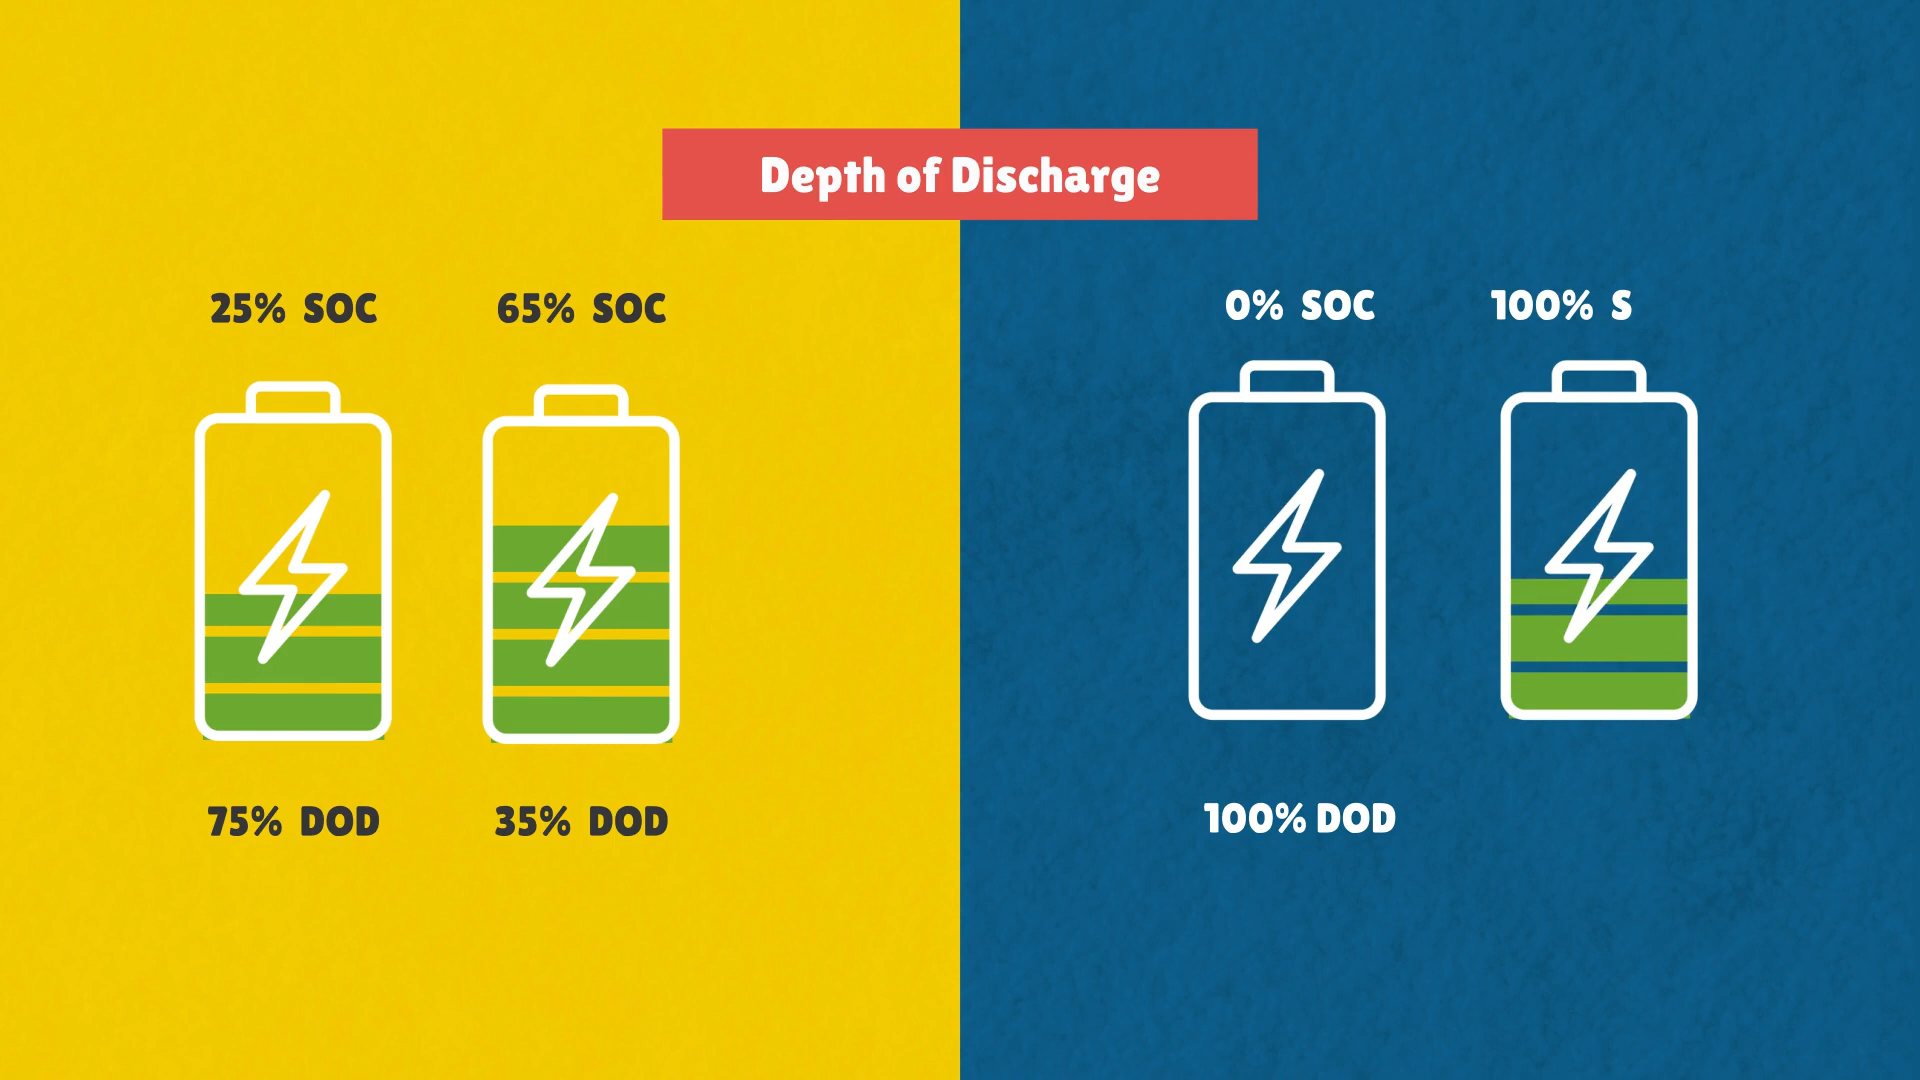 Depth of Discharge
25% SOC
65% SOC
0% SOC
100% S
75% DOD
35% DOD
100% DOD